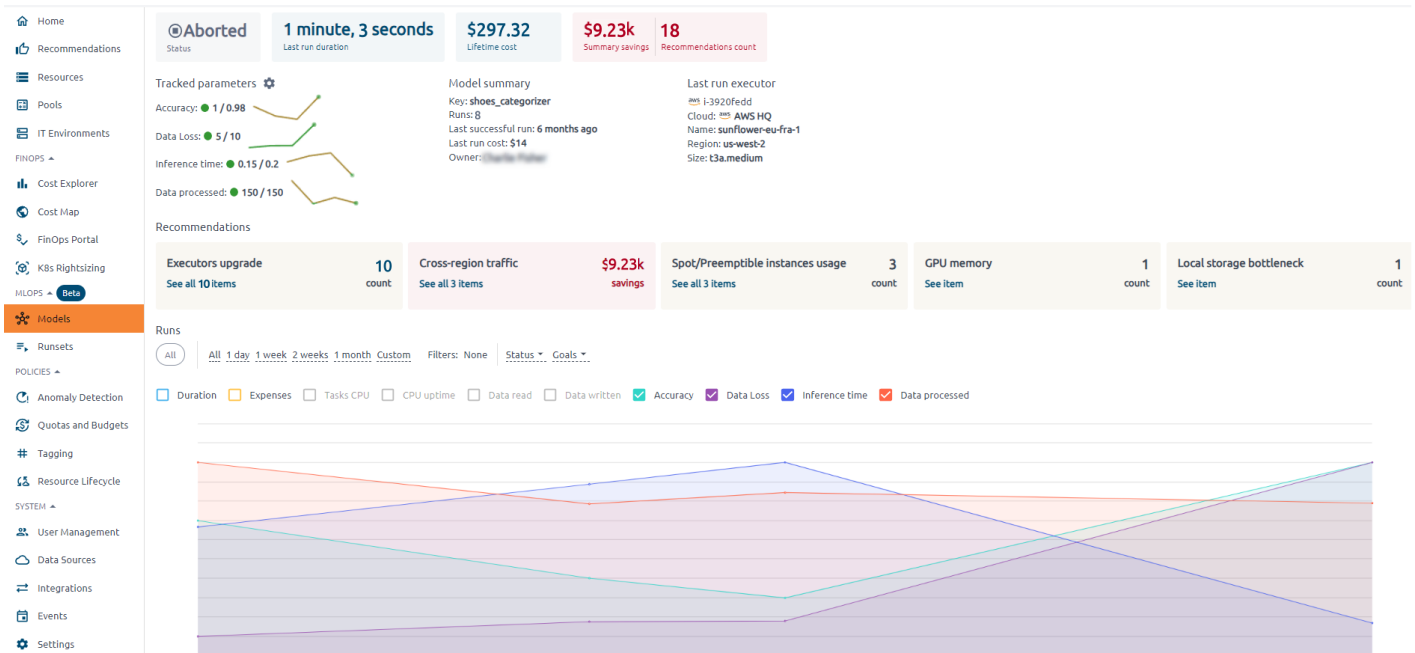 Home
Recommendations
Resources
Pools
IT Environments
FINOPS
Cost Explorer
Cost Map
FinOps Portal
K8s Rightsizing
MLOPS Beta
Models
Runsets
POLICIES
Anomaly Detection
Quotas and Budgets
Tagging
Resource Lifecycle
SYSTEM
User Management
Data Sources
Integrations
Events
Settings
Aborted
Status
1 minute, 3 seconds
Last run duration
$297.32
Lifetime cost
$9.23k
Summary savings
18
Recommendations count
Tracked parameters
Accuracy: 1 / 0.98
Data Loss: 5 / 10
Inference time: 0.15 / 0.2
Data processed: 150 / 150
Model summary
Key: shoes_categorizer
Runs: 8
Last successful run: 6 months ago
Last run cost: $14
Owner:
Last run executor
aws i-3920fedd
Cloud: aws AWS HQ
Name: sunflower-eu-fra-1
Region: us-west-2
Size: t3a.medium
Recommendations
Executors upgrade 10
See all 10 items count
Cross-region traffic $9.23k
See all 3 items savings
Spot/Preemptible instances usage 3
See all 3 items count
GPU memory 1
See item count
Local storage bottleneck 1
See item count
Runs
All All 1 day 1 week 2 weeks 1 month Custom Filters: None Status Goals
Duration Expenses Tasks CPU CPU uptime Data read Data written Accuracy Data Loss Inference time Data processed